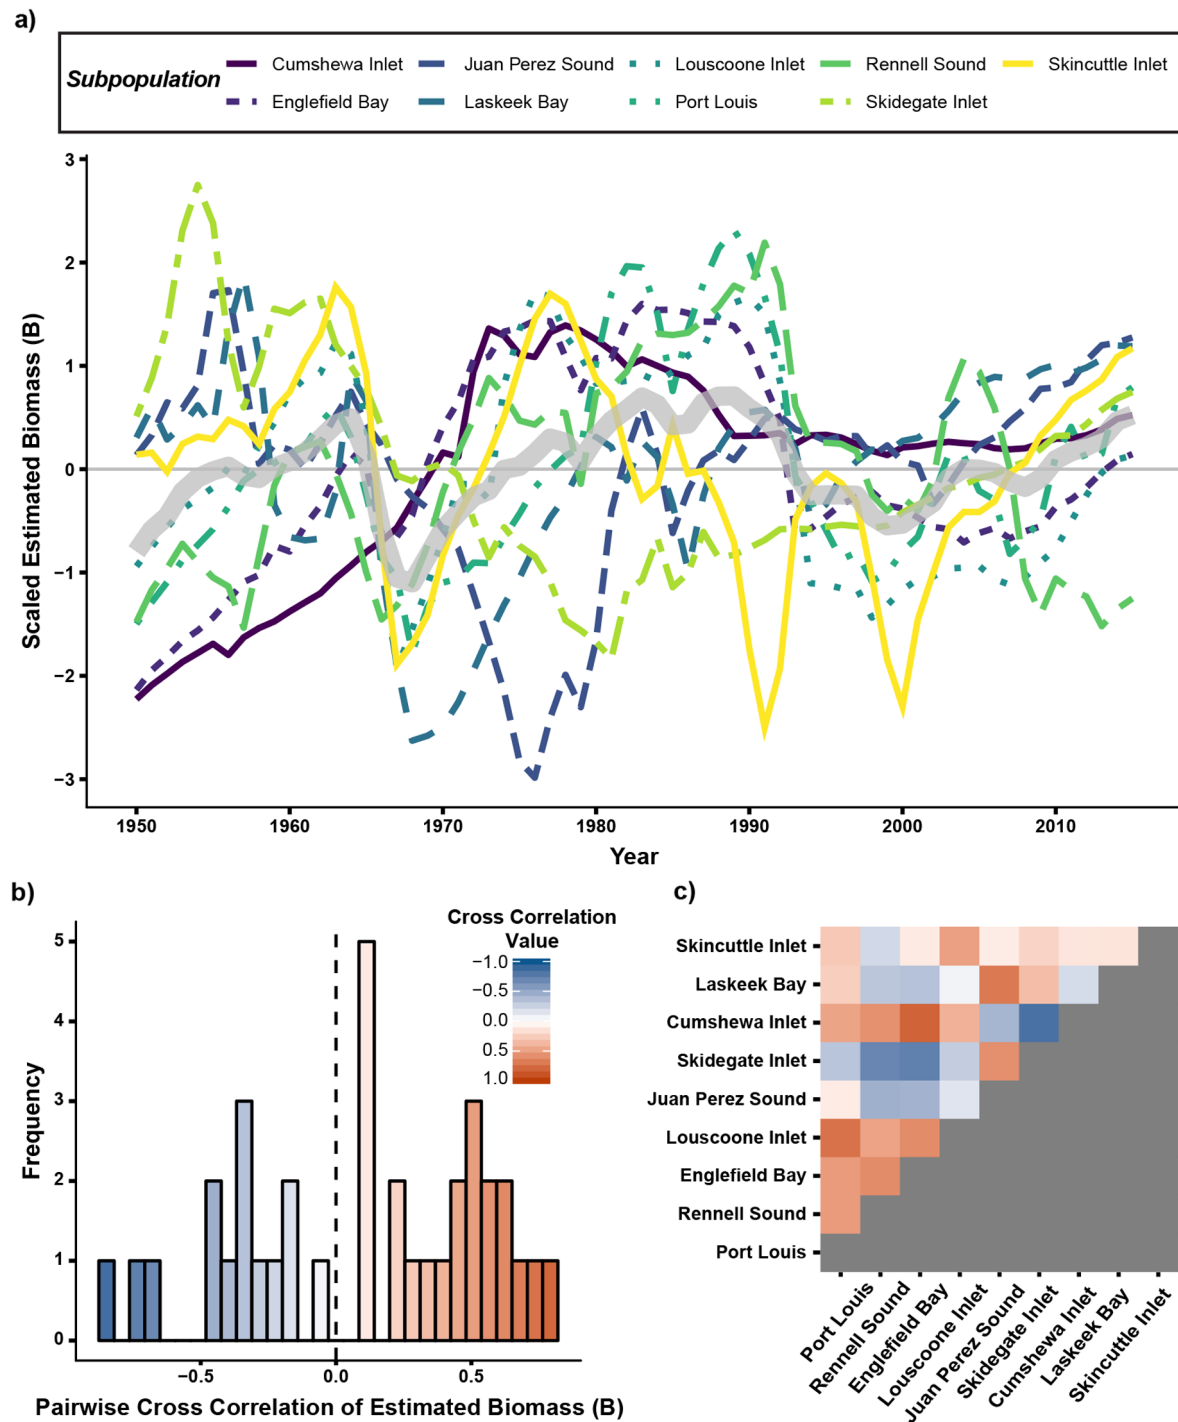 a)
Subpopulation
Cumshewa Inlet
Juan Perez Sound
Louscoone Inlet
Rennell Sound
Skincuttle Inlet
Englefield Bay
Laskeek Bay
Port Louis
Skidegate Inlet
Scaled Estimated Biomass (B)
3
2
1
0
−1
−2
−3
1950
1960
1970
1980
1990
2000
2010
Year
b)
Frequency
5
4
3
2
1
0
−0.5
0.0
0.5
Pairwise Cross Correlation of Estimated Biomass (B)
Cross Correlation
Value
−1.0
−0.5
0.0
0.5
1.0
c)
Skincuttle Inlet
Laskeek Bay
Cumshewa Inlet
Skidegate Inlet
Juan Perez Sound
Louscoone Inlet
Englefield Bay
Rennell Sound
Port Louis
Port Louis
Rennell Sound
Englefield Bay
Louscoone Inlet
Juan Perez Sound
Skidegate Inlet
Cumshewa Inlet
Laskeek Bay
Skincuttle Inlet